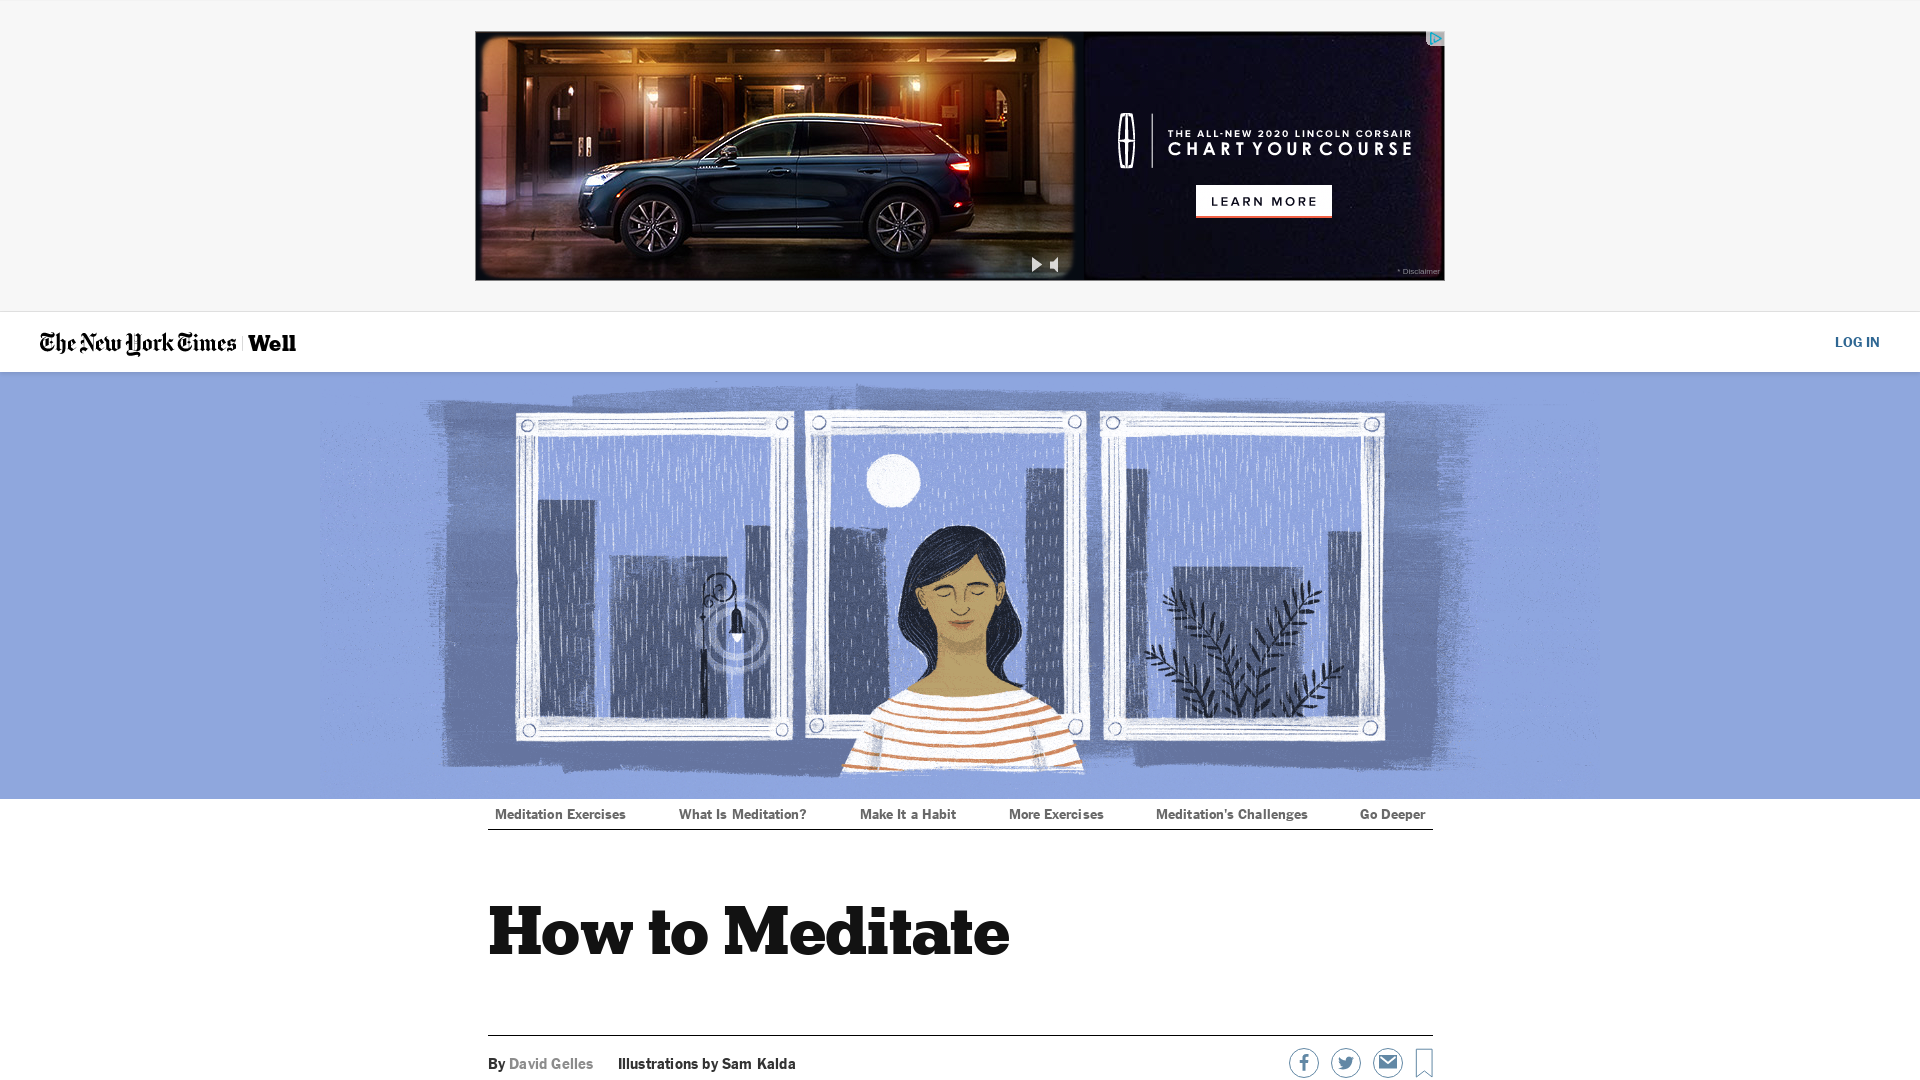 THE ALL-NEW 2020 LINCOLN CORSAIR
CHART YOUR COURSE
LEARN MORE
* Disclaimer
The New York Times Well
LOG IN
Meditation Exercises What Is Meditation? Make It a Habit More Exercises Meditation's Challenges Go Deeper
How to Meditate
By David Gelles Illustrations by Sam Kalda